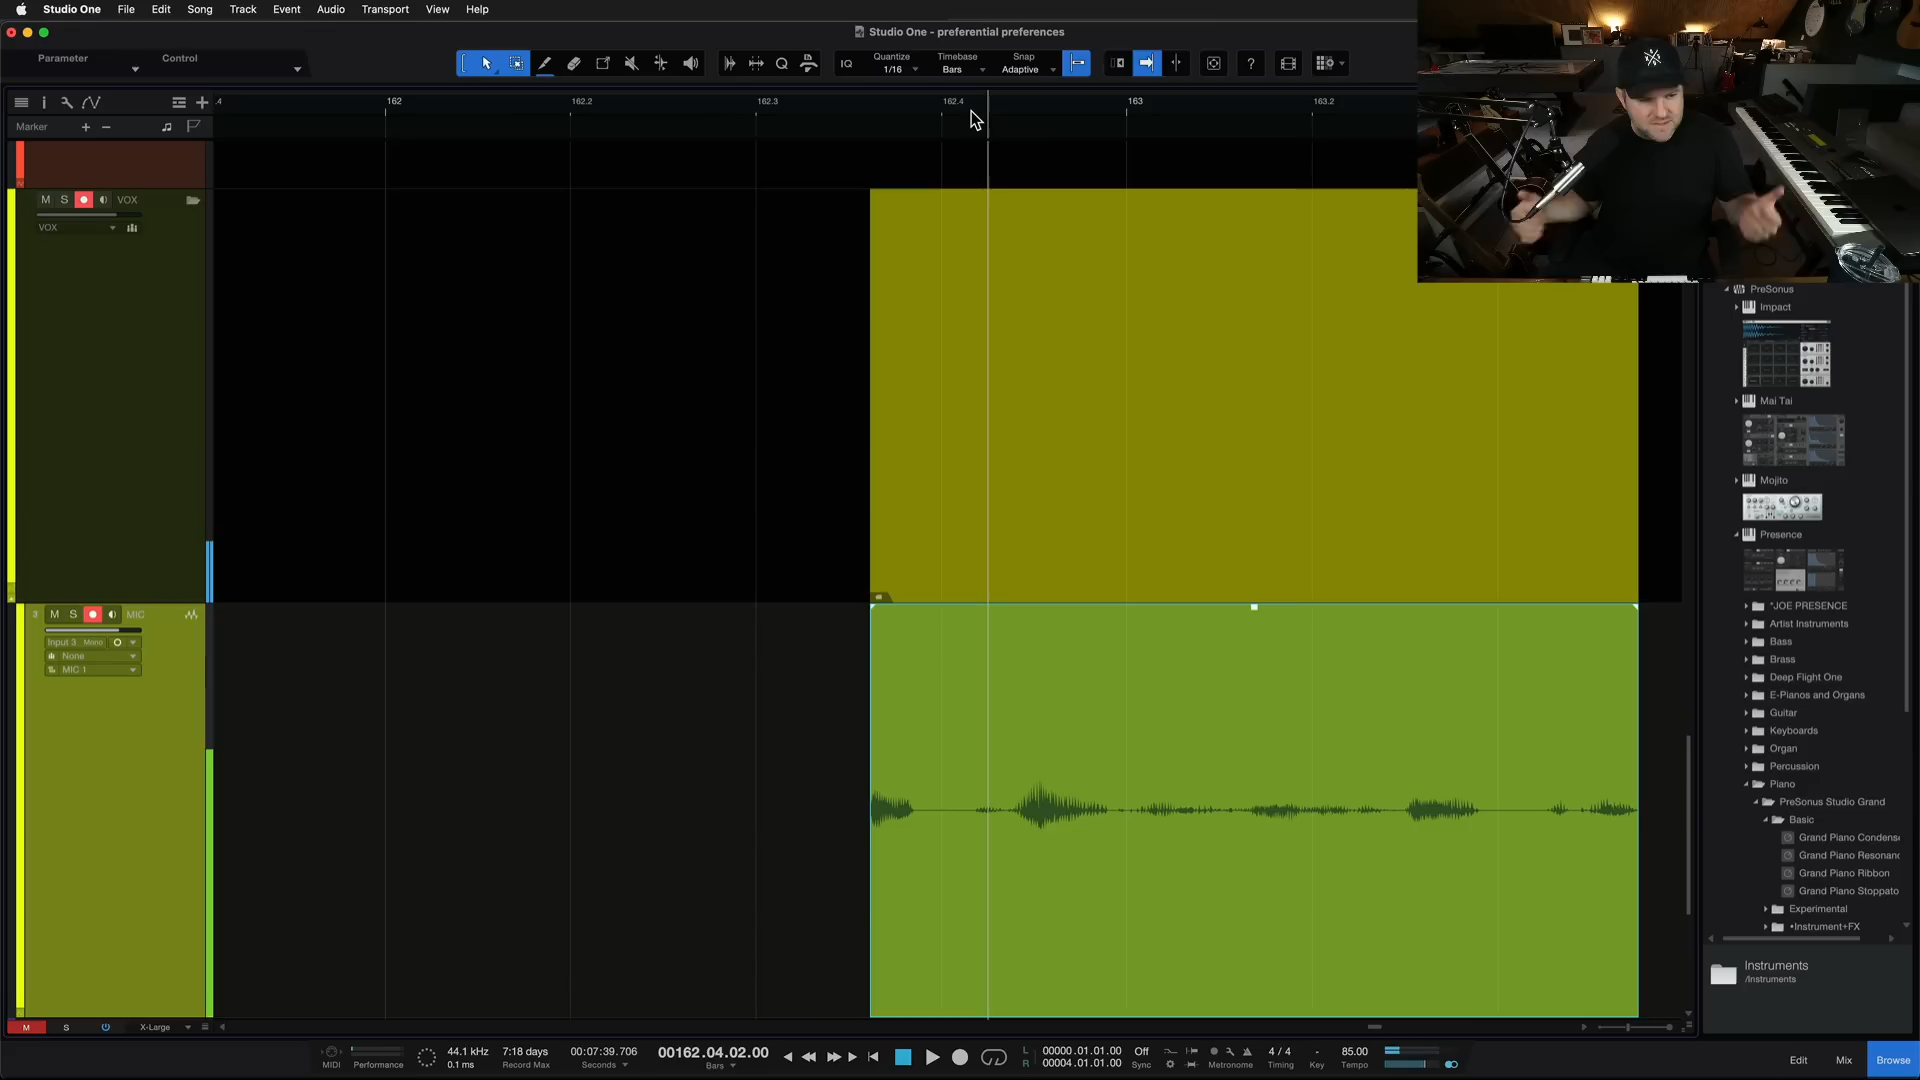 Studio One File Edit Song Track Event Audio Transport View Help
Studio One - preferential preferences
Parameter Control
IQ Quantize 1/16 Timebase Bars Snap Adaptive ?
.4 162 162.2 162.3 162.4 163 163.2
Marker
M S VOX
VOX
3 M S MIC
Input 3 Mono
None
MIC 1
PreSonus
Impact
Mai Tai
Mojito
Presence
*JOE PRESENCE
Artist Instruments
Bass
Brass
Deep Flight One
E-Pianos and Organs
Guitar
Keyboards
Organ
Percussion
Piano
PreSonus Studio Grand
Basic
Grand Piano Condens
Grand Piano Resonanc
Grand Piano Ribbon
Grand Piano Stoppato
Experimental
•Instrument+FX
Instruments
/Instruments
M S X-Large
MIDI Performance
44.1 kHz
0.1 ms
7:18 days
Record Max
00:07:39.706
Seconds
00162.04.02.00
Bars
L 00000.01.01.00
R 00004.01.01.00
Off
Sync
Metronome
4 / 4
Timing
-
Key
85.00
Tempo
Edit Mix Browse